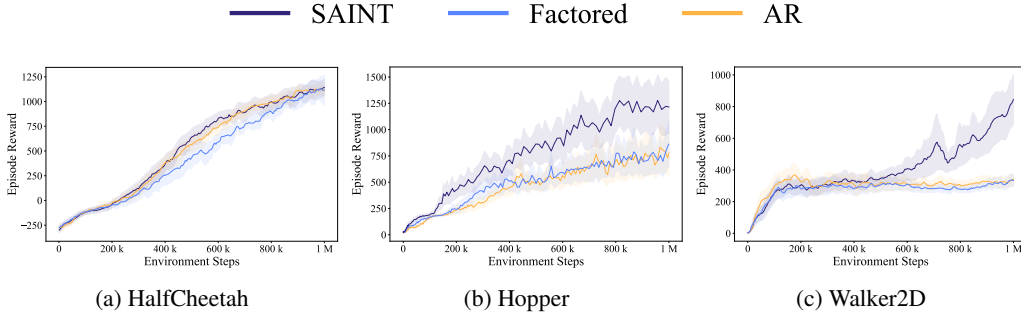 SAINT Factored AR
1250
1000
750
500
250
0
−250
Episode Reward
0 200 k 400 k 600 k 800 k 1 M
Environment Steps
(a) HalfCheetah
1500
1250
1000
750
500
250
0
Episode Reward
0 200 k 400 k 600 k 800 k 1 M
Environment Steps
(b) Hopper
1000
800
600
400
200
0
Episode Reward
0 200 k 400 k 600 k 800 k 1 M
Environment Steps
(c) Walker2D